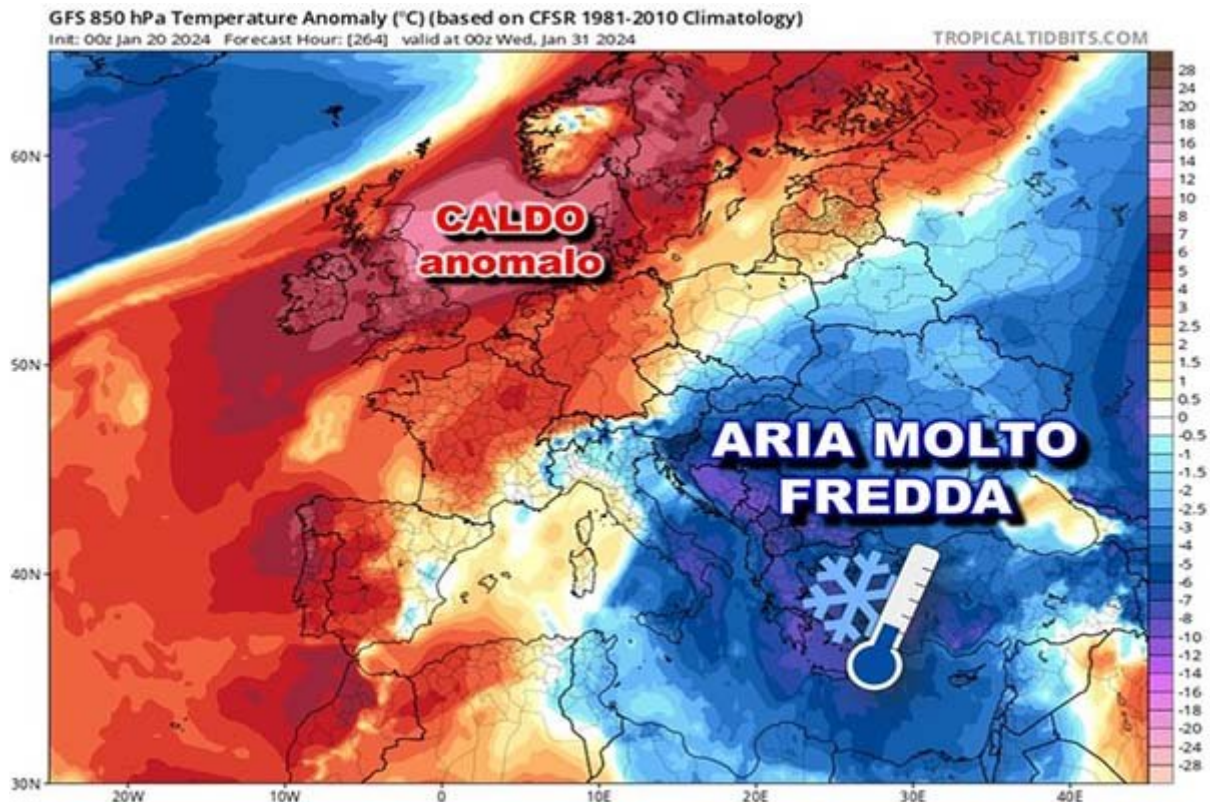 GFS 850 hPa Temperature Anomaly (°C) (based on CFSR 1981-2010 Climatology)
Init: 00z Jan 20 2024 Forecast Hour: [264] valid at 00z Wed, Jan 31 2024 TROPICALTIDBITS.COM
CALDO
anomalo
ARIA MOLTO
FREDDA
60N
50N
40N
30N
20W
10W
0
10E
20E
30E
40E
28
24
20
18
16
14
12
10
8
7
6
5
4
3
2.5
2
1.5
1
0.5
0
-0.5
-1
-1.5
-2
-2.5
-3
-4
-5
-6
-7
-8
-10
-12
-14
-16
-18
-20
-24
-28